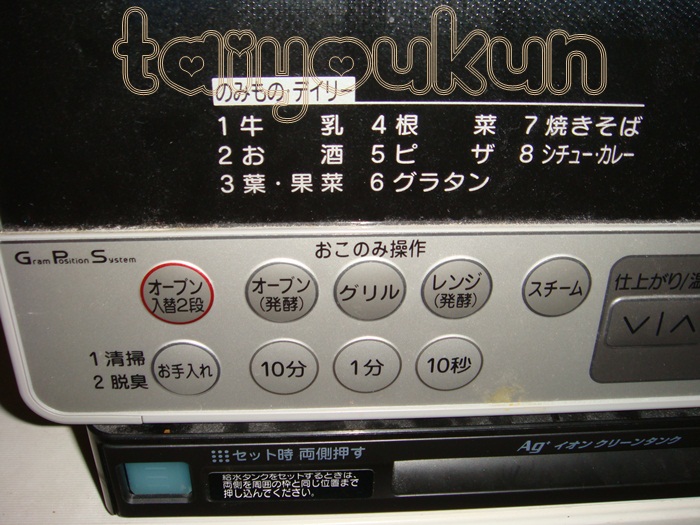 taiyoukun
のみもの・デイリー
1 牛乳 4 根菜 7 焼きそば
2 お酒 5 ピザ 8 シチュー・カレー
3 葉・果菜 6 グラタン
おこのみ操作
Gram Position System
オーブン 入替2段
オーブン (発酵)
グリル
レンジ (発酵)
スチーム
仕上がり/温
1 清掃
2 脱臭
お手入れ
10分
1分
10秒
セット時 両側押す
Ag+ イオン クリーンタンク
給水タンクをセットするときは、
両側を周囲の枠と同じ位置まで
押し込んでください。